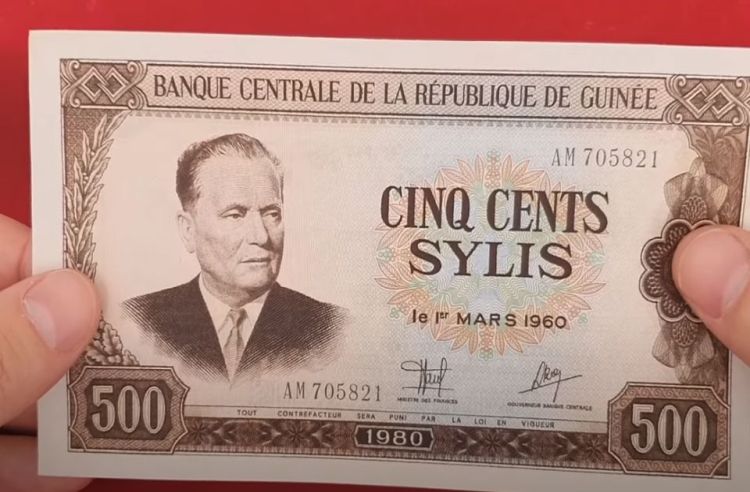 BANQUE CENTRALE DE LA RÉPUBLIQUE DE GUINÉE
AM 705821
CINQ CENTS
SYLIS
le 1er MARS 1960
MINISTRE DES FINANCES
GOUVERNEUR BANQUE CENTRALE
AM 705821
TOUT CONTREFACTEUR SERA PUNI PAR LA LOI EN VIGUEUR
500
1980
500